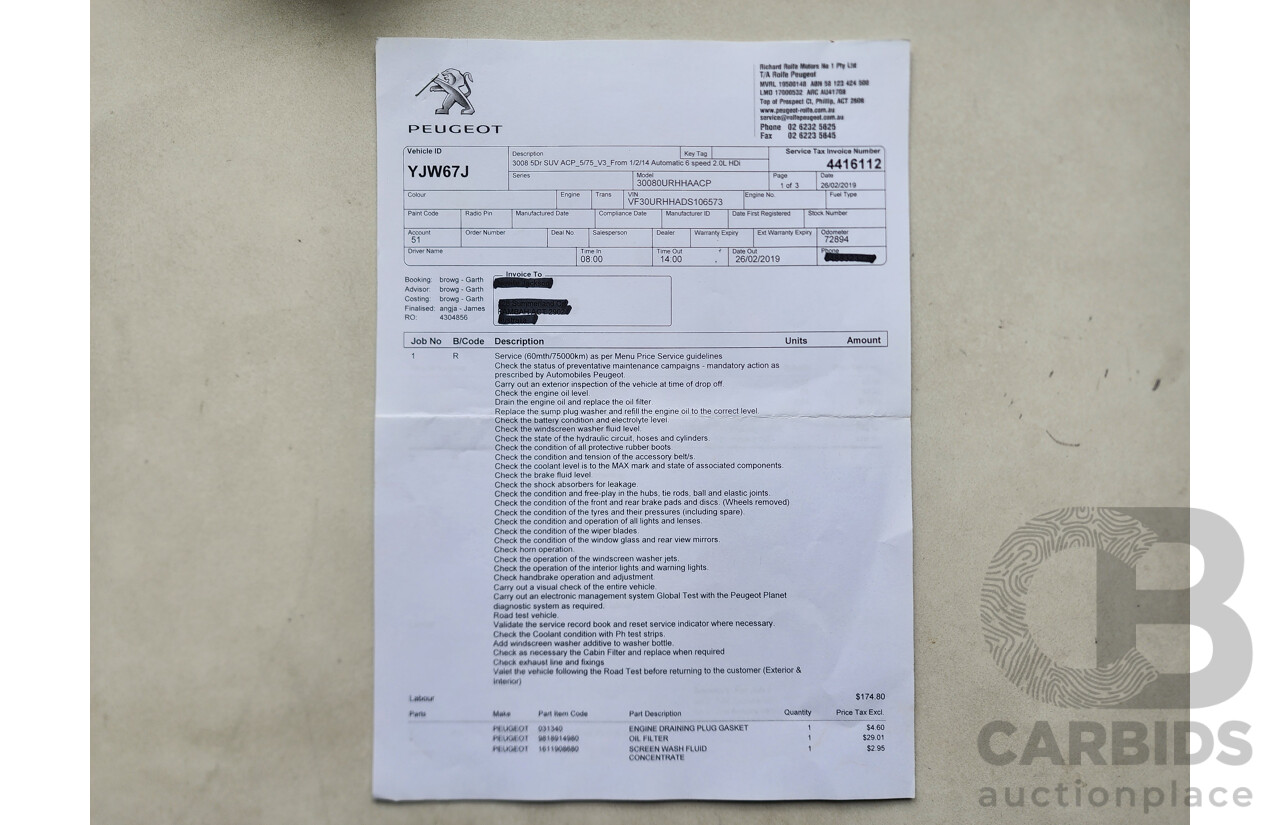 Richard Rolfe Motors No 1 Pty Ltd
T/A Rolfe Peugeot
MVRL 19500148 ABN 58 123 424 508
LMD 17000532 ARC AU41708
Top of Prospect Ct, Phillip, ACT 2606
www.peugeot-rolfe.com.au
service@rolfepeugeot.com.au
Phone 02 6232 5825
Fax 02 6223 5845
PEUGEOT
Vehicle ID
YJW67J
Description Key Tag
3008 5Dr SUV ACP_5/75_V3_From 1/2/14 Automatic 6 speed 2.0L HDi
Service Tax Invoice Number
4416112
Series Model Page Date
30080URHHAACP 1 of 3 26/02/2019
Colour Engine Trans VIN Engine No. Fuel Type
VF30URHHADS106573
Paint Code Radio Pin Manufactured Date Compliance Date Manufacturer ID Date First Registered Stock Number
Account Order Number Deal No Salesperson Dealer Warranty Expiry Ext Warranty Expiry Odometer
51 72894
Driver Name Time In Time Out Date Out Phone
08:00 14:00 26/02/2019
Booking: browg - Garth
Advisor: browg - Garth
Costing: browg - Garth
Finalised: angja - James
RO: 4304856
Invoice To
Job No B/Code Description Units Amount
1 R Service (60mth/75000km) as per Menu Price Service guidelines
Check the status of preventative maintenance campaigns - mandatory action as
prescribed by Automobiles Peugeot.
Carry out an exterior inspection of the vehicle at time of drop off.
Check the engine oil level.
Drain the engine oil and replace the oil filter
Replace the sump plug washer and refill the engine oil to the correct level.
Check the battery condition and electrolyte level.
Check the windscreen washer fluid level.
Check the state of the hydraulic circuit, hoses and cylinders.
Check the condition of all protective rubber boots.
Check the condition and tension of the accessory belt/s.
Check the coolant level is to the MAX mark and state of associated components.
Check the brake fluid level
Check the shock absorbers for leakage.
Check the condition and free-play in the hubs, tie rods, ball and elastic joints.
Check the condition of the front and rear brake pads and discs. (Wheels removed)
Check the condition of the tyres and their pressures (including spare).
Check the condition and operation of all lights and lenses.
Check the condition of the wiper blades.
Check the condition of the window glass and rear view mirrors.
Check horn operation.
Check the operation of the windscreen washer jets.
Check the operation of the interior lights and warning lights.
Check handbrake operation and adjustment.
Carry out a visual check of the entire vehicle.
Carry out an electronic management system Global Test with the Peugeot Planet
diagnostic system as required.
Road test vehicle.
Validate the service record book and reset service indicator where necessary.
Check the Coolant condition with Ph test strips.
Add windscreen washer additive to washer bottle.
Check as necessary the Cabin Filter and replace when required
Check exhaust line and fixings
Valet the vehicle following the Road Test before returning to the customer (Exterior &
Interior)
Labour $174.80
Parts Make Part Item Code Part Description Quantity Price Tax Excl.
PEUGEOT 031340 ENGINE DRAINING PLUG GASKET 1 $4.60
PEUGEOT 9818914980 OIL FILTER 1 $29.01
PEUGEOT 1611908680 SCREEN WASH FLUID 1 $2.95
CONCENTRATE
CB
CARBIDS
auctionplace